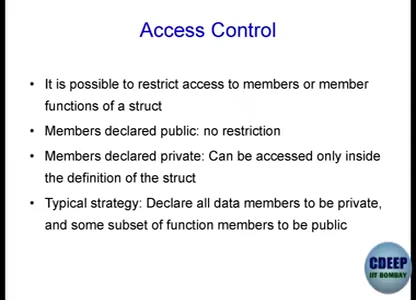 Access Control
• It is possible to restrict access to members or member
functions of a struct
• Members declared public: no restriction
• Members declared private: Can be accessed only inside
the definition of the struct
• Typical strategy: Declare all data members to be private,
and some subset of function members to be public
CDEEP
IIT BOMBAY